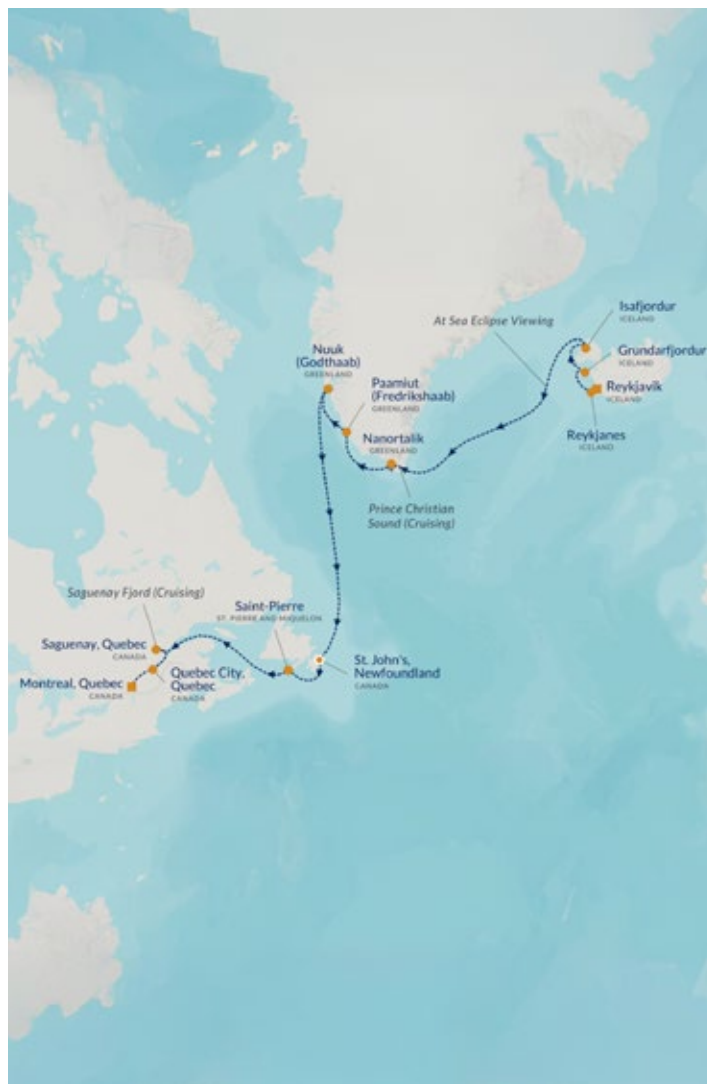 Isafjordur
ICELAND
At Sea Eclipse Viewing
Grundarfjordur
ICELAND
Nuuk
(Godthaab)
GREENLAND
Paamiut
(Fredrikshaab)
GREENLAND
Reykjavik
ICELAND
Reykjanes
ICELAND
Nanortalik
GREENLAND
Prince Christian
Sound (Cruising)
Saguenay Fjord (Cruising)
Saint-Pierre
ST. PIERRE AND MIQUELON
Saguenay, Quebec
CANADA
St. John's,
Newfoundland
CANADA
Quebec City,
Quebec
CANADA
Montreal, Quebec
CANADA